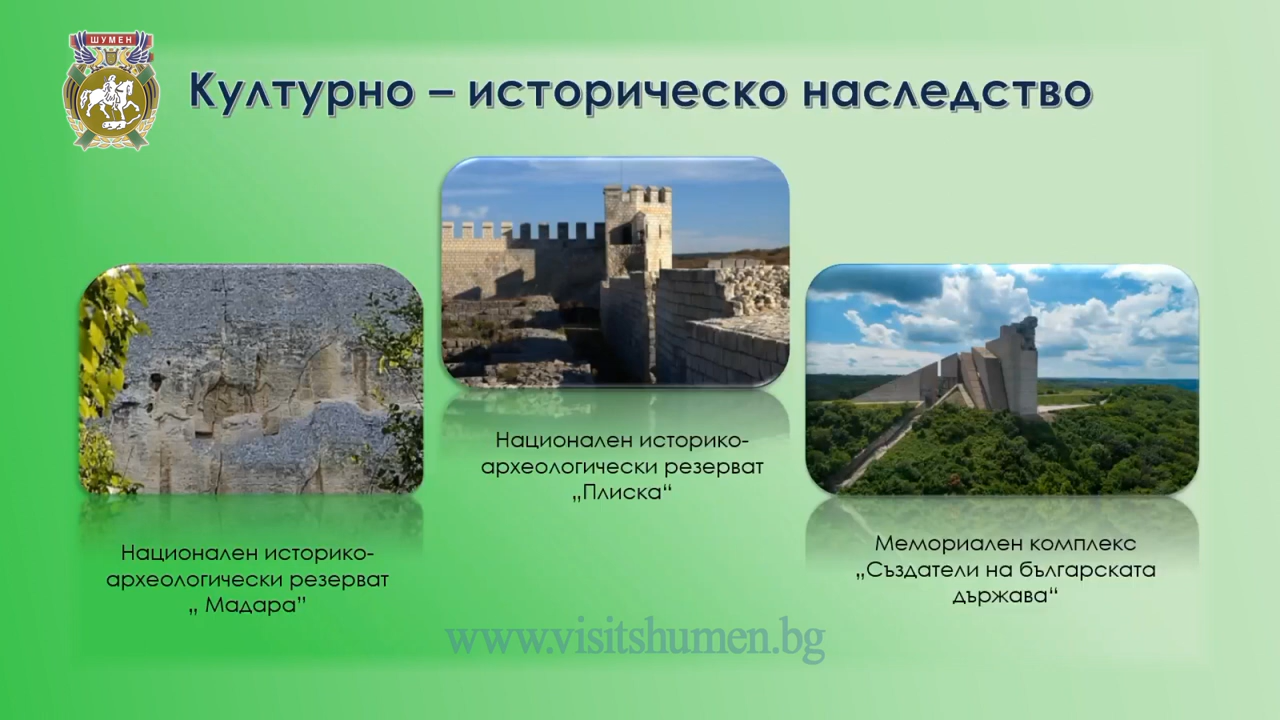 ШУМЕН
Културно – историческо наследство
Национален историко-
археологически резерват
„ Мадара”
Национален историко-
археологически резерват
„Плиска“
Мемориален комплекс
„Създатели на българската
държава“
www.visitshumen.bg